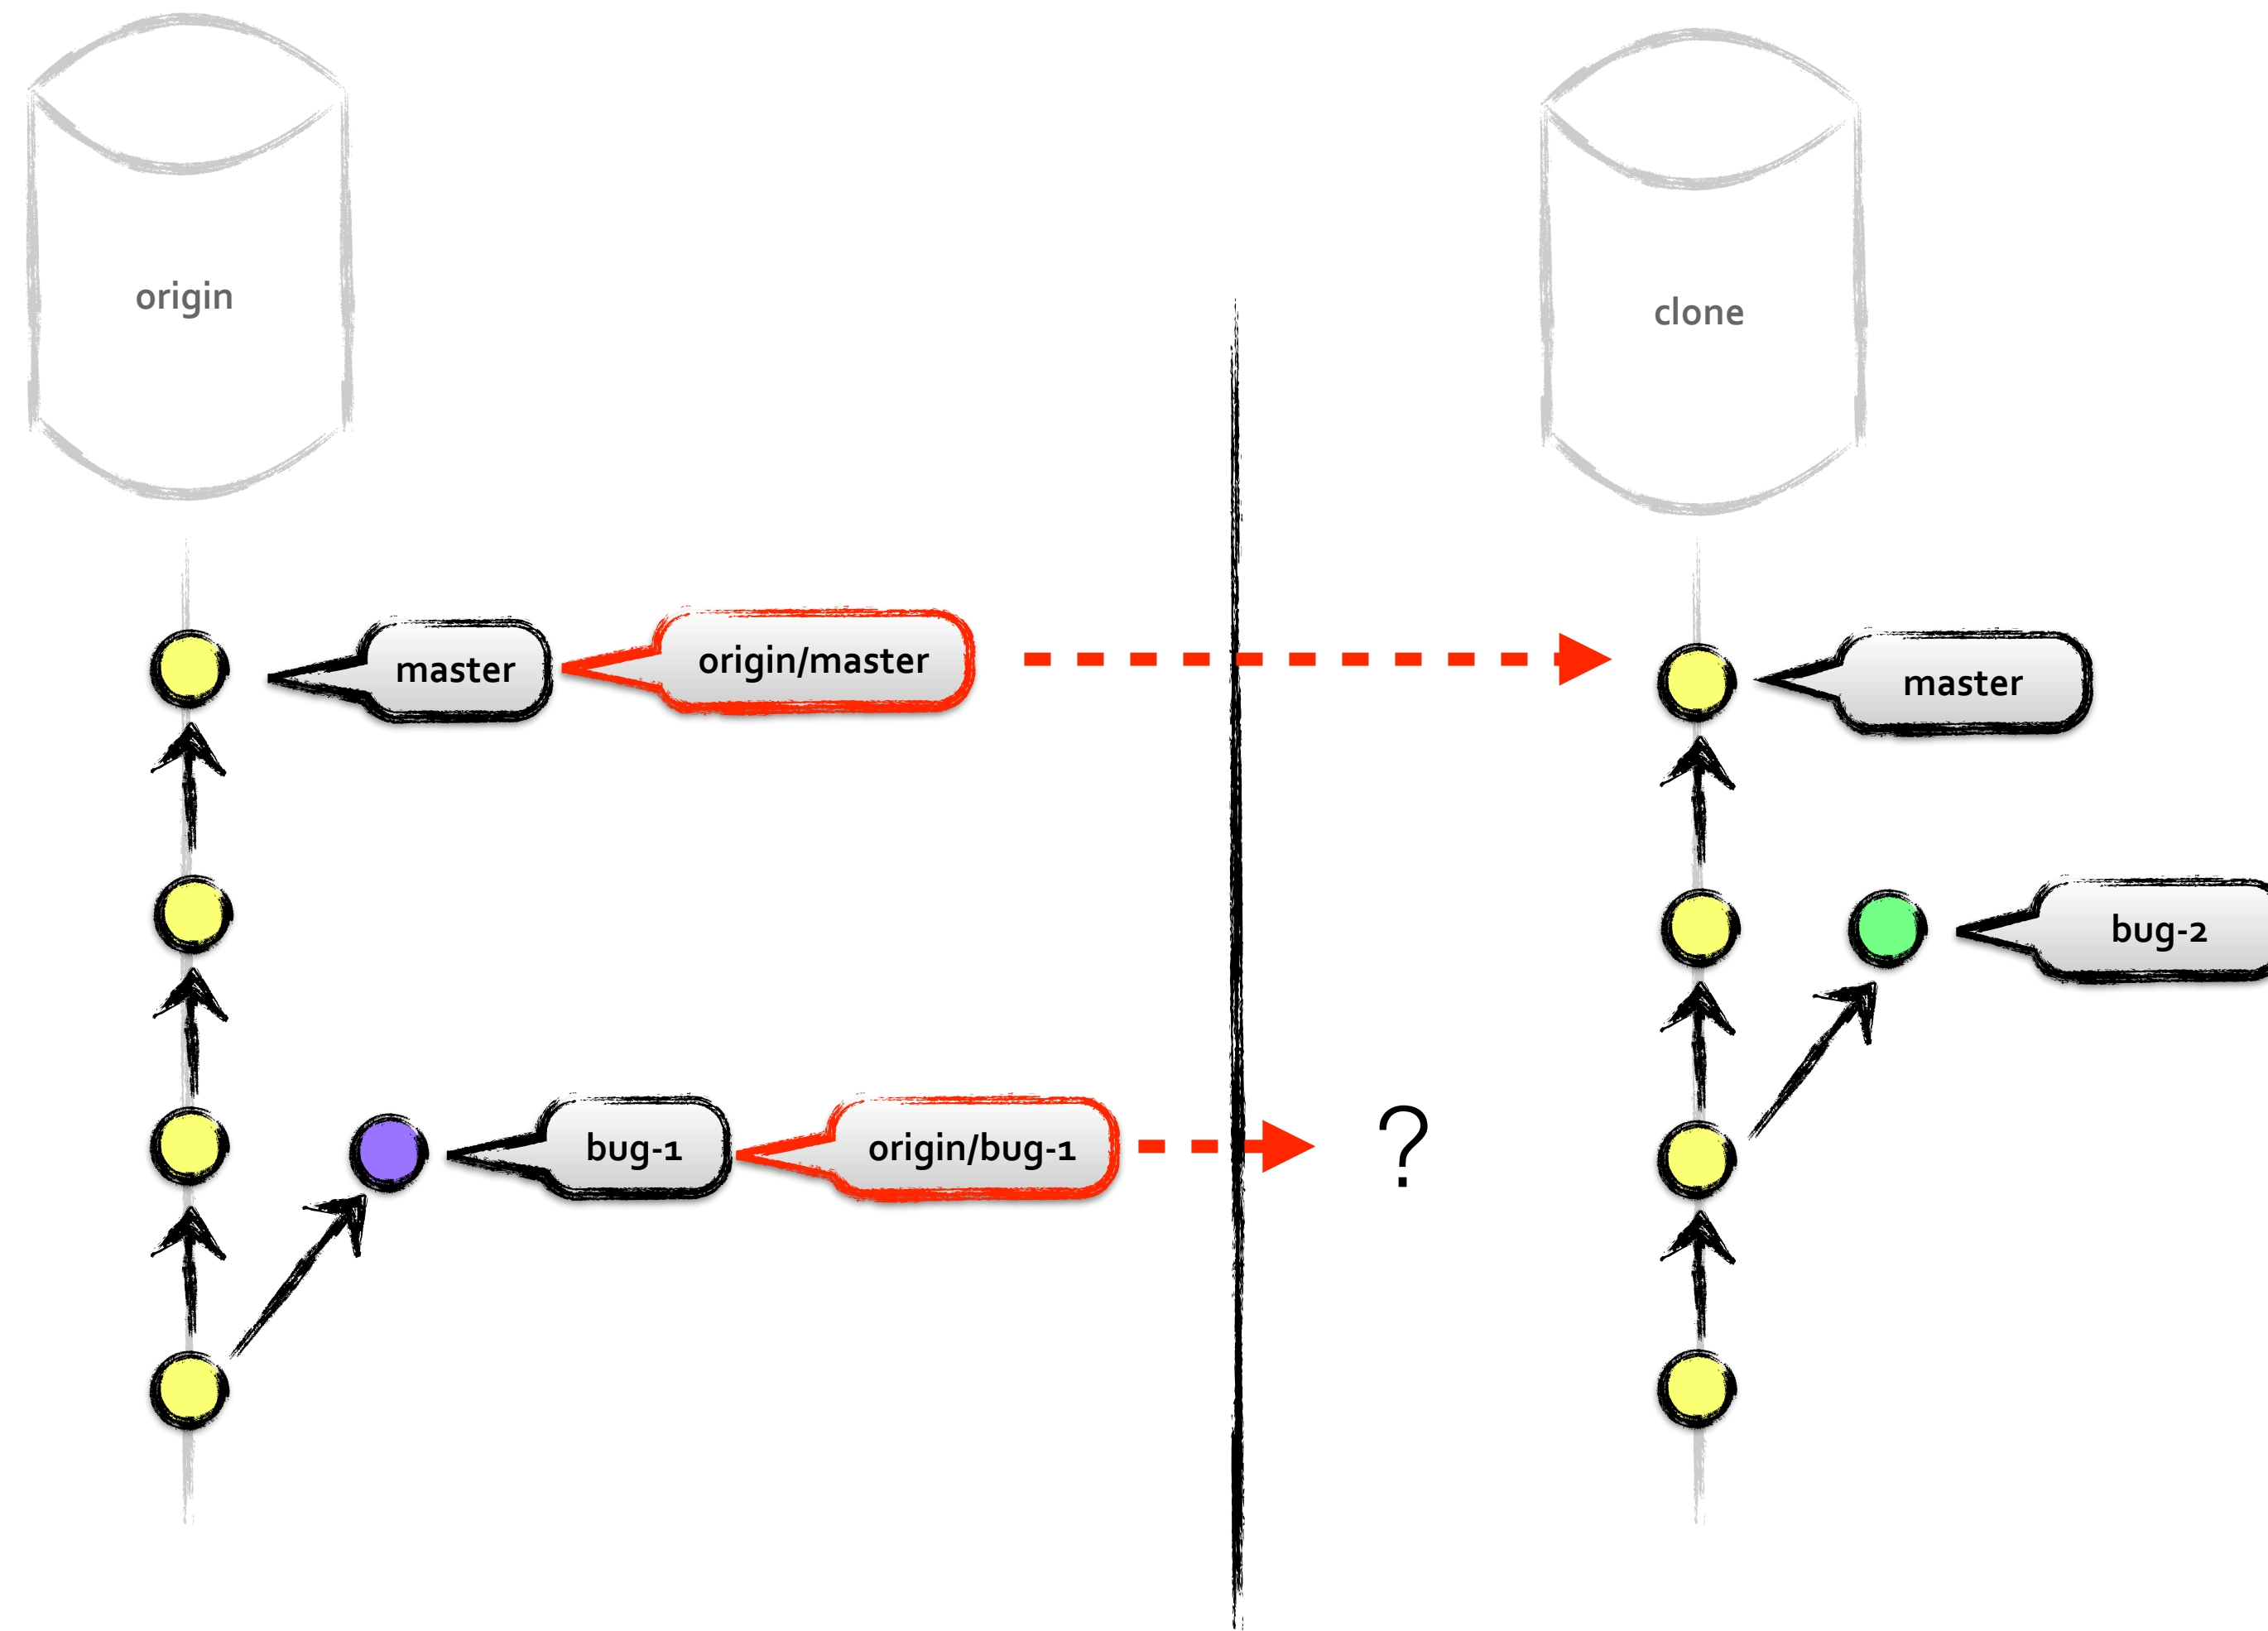 origin
clone
master
origin/master
master
bug-2
bug-1
origin/bug-1
?